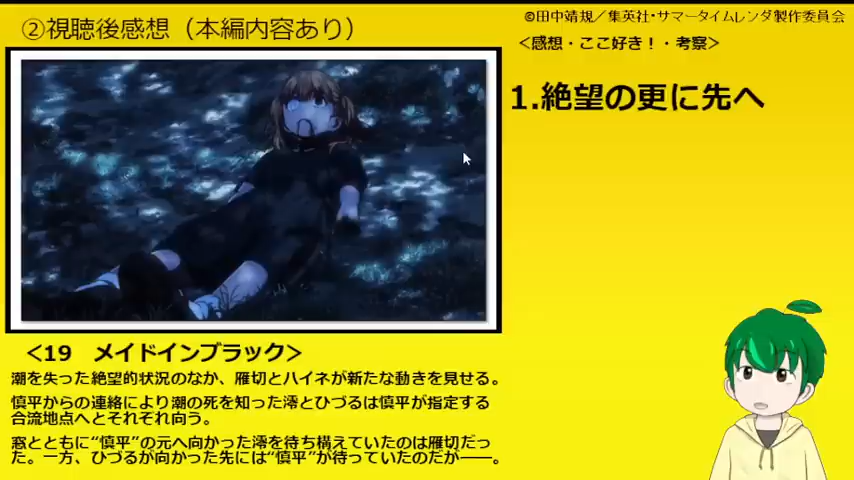 ②視聴後感想（本編内容あり）
©田中靖規／集英社・サマータイムレンダ製作委員会
＜感想・ここ好き！・考察＞
1.絶望の更に先へ
＜19　メイドインブラック＞
潮を失った絶望的状況のなか、雁切とハイネが新たな動きを見せる。
慎平からの連絡により潮の死を知った澪とひづるは慎平が指定する
合流地点へとそれぞれ向う。
窓とともに“慎平”の元へ向かった澪を待ち構えていたのは雁切だっ
た。一方、ひづるが向かった先には“慎平”が待っていたのだが――。